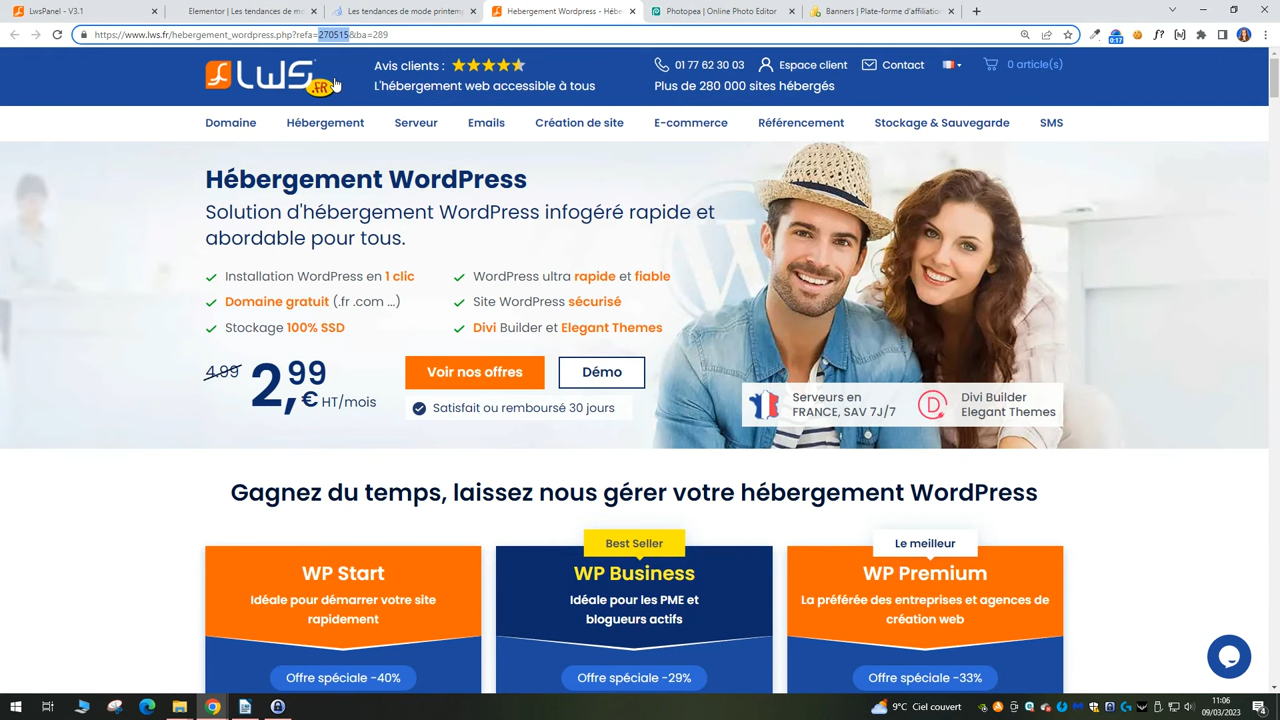 LwsPanel - V3.1
Elementor | Les tendances de mo
Les tendances de mode printemp
Hebergement Wordpress - Hébe
Photopea | Online Photo Editor
Banners | Plate-forme d'affiliation
https://www.lws.fr/hebergement_wordpress.php?refa=270515&ba=289
0:17
LWS .FR
Avis clients :
L'hébergement web accessible à tous
01 77 62 30 03
Espace client
Contact
0 article(s)
Plus de 280 000 sites hébergés
Domaine
Hébergement
Serveur
Emails
Création de site
E-commerce
Référencement
Stockage & Sauvegarde
SMS
Hébergement WordPress
Solution d'hébergement WordPress infogéré rapide et
abordable pour tous.
Installation WordPress en 1 clic
WordPress ultra rapide et fiable
Domaine gratuit (.fr .com ...)
Site WordPress sécurisé
Stockage 100% SSD
Divi Builder et Elegant Themes
4.99
2,99 € HT/mois
Voir nos offres
Démo
Satisfait ou remboursé 30 jours
Serveurs en
FRANCE, SAV 7J/7
Divi Builder
Elegant Themes
Gagnez du temps, laissez nous gérer votre hébergement WordPress
Best Seller
Le meilleur
WP Start
WP Business
WP Premium
Idéale pour démarrer votre site
rapidement
Idéale pour les PME et
blogueurs actifs
La préférée des entreprises et agences de
création web
Offre spéciale -40%
Offre spéciale -29%
Offre spéciale -33%
9°C Ciel couvert
11:06
09/03/2023